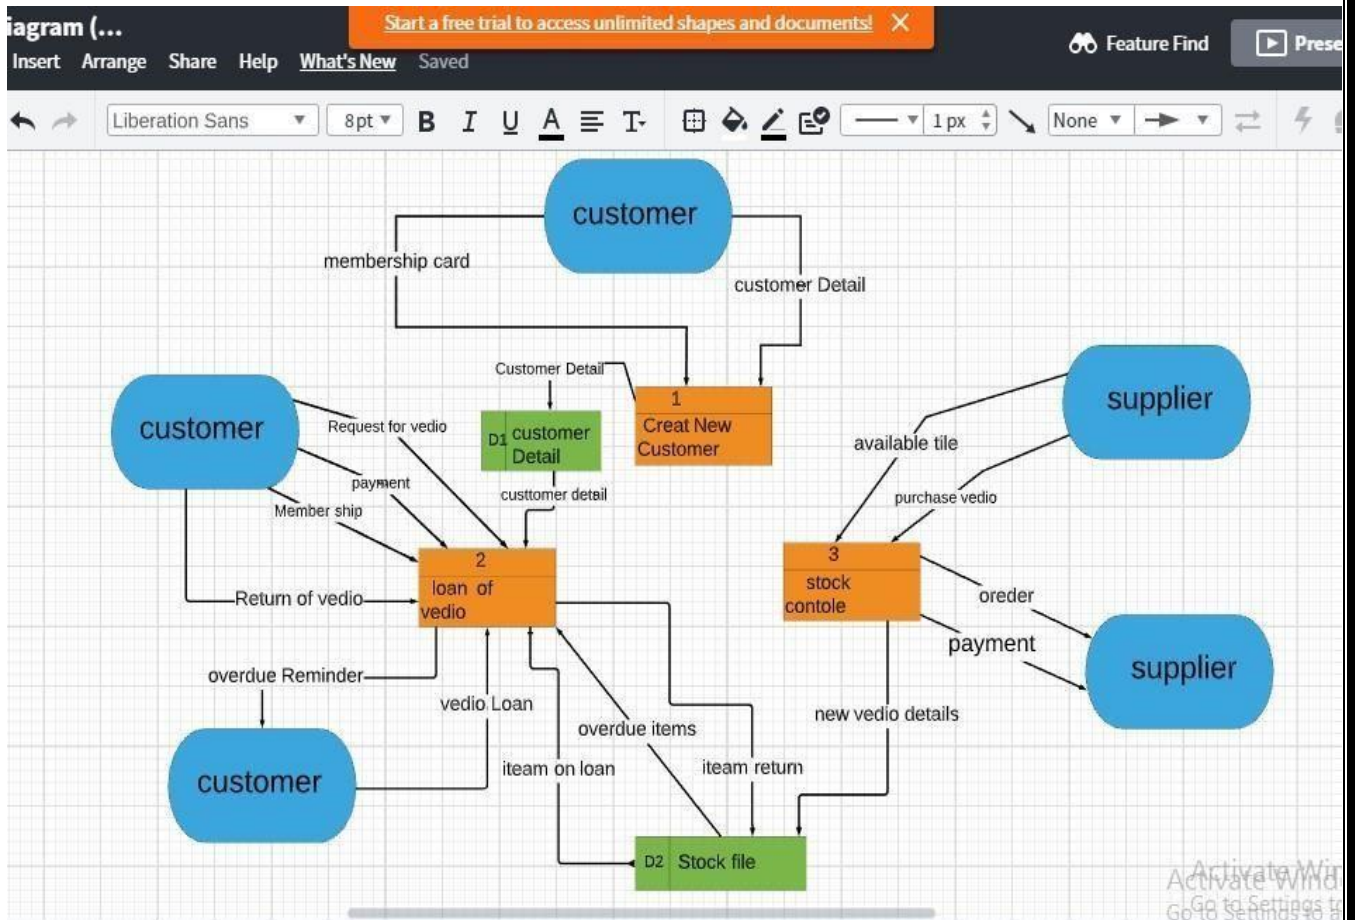 Start a free trial to access unlimited shapes and documents!
iagram (...
Feature Find
Prese
Insert Arrange Share Help What's New Saved
Liberation Sans 8pt B I U A T 1 px None
customer
membership card
customer Detail
Customer Detail
1
Creat New
Customer
D1 customer
Detail
custtomer detail
customer
Request for vedio
payment
Member ship
Return of vedio
supplier
available tile
purchase vedio
2
loan of
vedio
3
stock
contole
oreder
payment
supplier
overdue Reminder
vedio Loan
overdue items
new vedio details
iteam on loan
iteam return
customer
D2 Stock file
Activate Wind
Go to Settings to